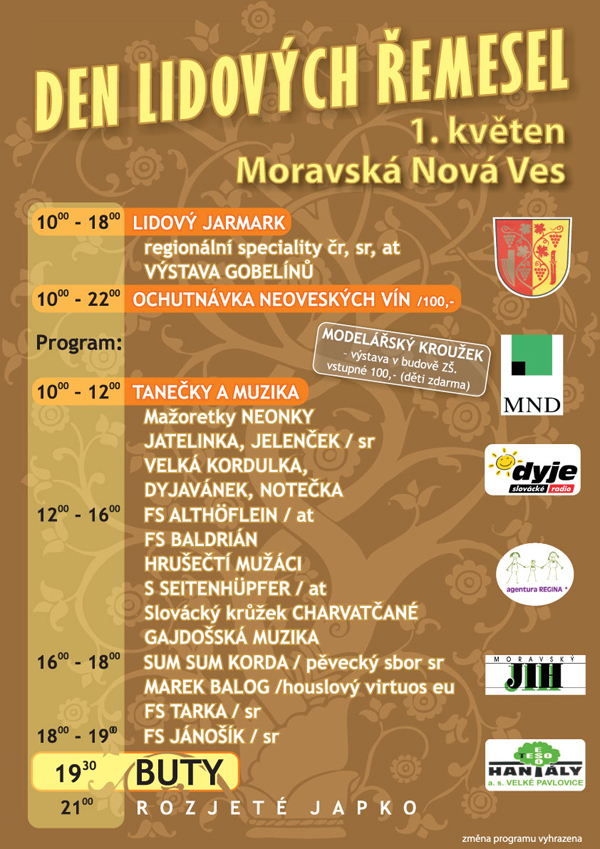 DEN LIDOVÝCH ŘEMESEL
1. květen
Moravská Nová Ves
10⁰⁰ - 18⁰⁰ LIDOVÝ JARMARK
regionální speciality čr, sr, at
VÝSTAVA GOBELÍNŮ
10⁰⁰ - 22⁰⁰ OCHUTNÁVKA NEOVESKÝCH VÍN /100,-
Program:
MODELÁŘSKÝ KROUŽEK
- výstava v budově ZŠ.
vstupné 100,- (děti zdarma)
10⁰⁰ - 12⁰⁰ TANEČKY A MUZIKA
Mažoretky NEONKY
JATELINKA, JELENČEK / sr
VELKÁ KORDULKA,
DYJAVÁNEK, NOTEČKA
12⁰⁰ - 16⁰⁰ FS ALTHÖFLEIN / at
FS BALDRIÁN
HRUŠEČTÍ MUŽÁCI
S SEITENHÜPFER / at
Slovácký krůžek CHARVATČANÉ
GAJDOŠSKÁ MUZIKA
16⁰⁰ - 18⁰⁰ SUM SUM KORDA / pěvecký sbor sr
MAREK BALOG /houslový virtuos eu
FS TARKA / sr
18⁰⁰ - 19⁰⁰ FS JÁNOŠÍK / sr
19³⁰ BUTY
21⁰⁰ ROZJETÉ JAPKO
MND
dyje
slovácké radio
agentura REGINA
MORAVSKÝ
JIH
TESO
HANTÁLY
a. s. VELKÉ PAVLOVICE
změna programu vyhrazena